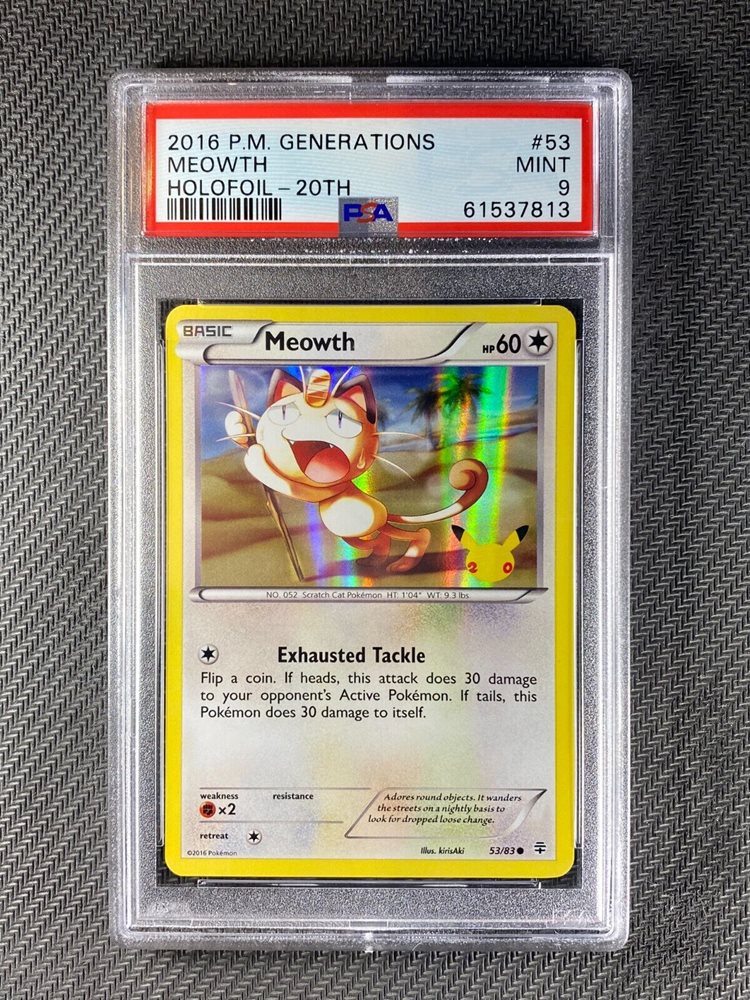 2016 P.M. GENERATIONS #53
MEOWTH MINT
HOLOFOIL – 20TH 9
PSA 61537813
BASIC Meowth HP60
20
NO. 052 Scratch Cat Pokémon HT: 1'04" WT: 9.3 lbs.
Exhausted Tackle
Flip a coin. If heads, this attack does 30 damage
to your opponent's Active Pokémon. If tails, this
Pokémon does 30 damage to itself.
weakness resistance
×2
retreat
Adores round objects. It wanders
the streets on a nightly basis to
look for dropped loose change.
©2016 Pokémon Illus. kirisAki 53/83